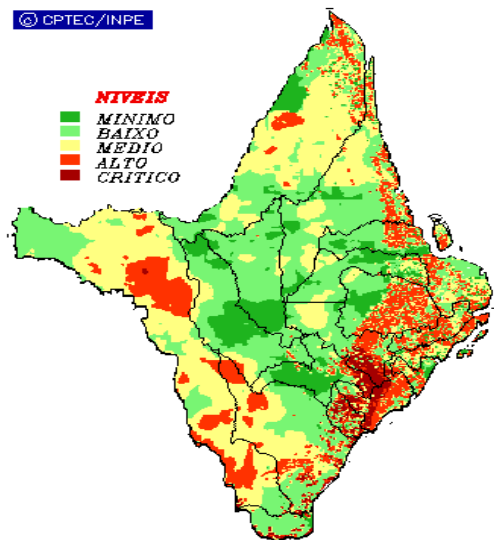 © CPTEC/INPE
NIVEIS
MINIMO
BAIXO
MEDIO
ALTO
CRITICO